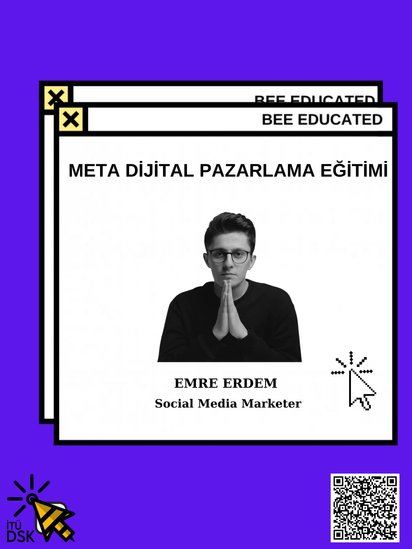 BEE EDUCATED
BEE EDUCATED
META DİJİTAL PAZARLAMA EĞİTİMİ
EMRE ERDEM
Social Media Marketer
İTÜ
DSK